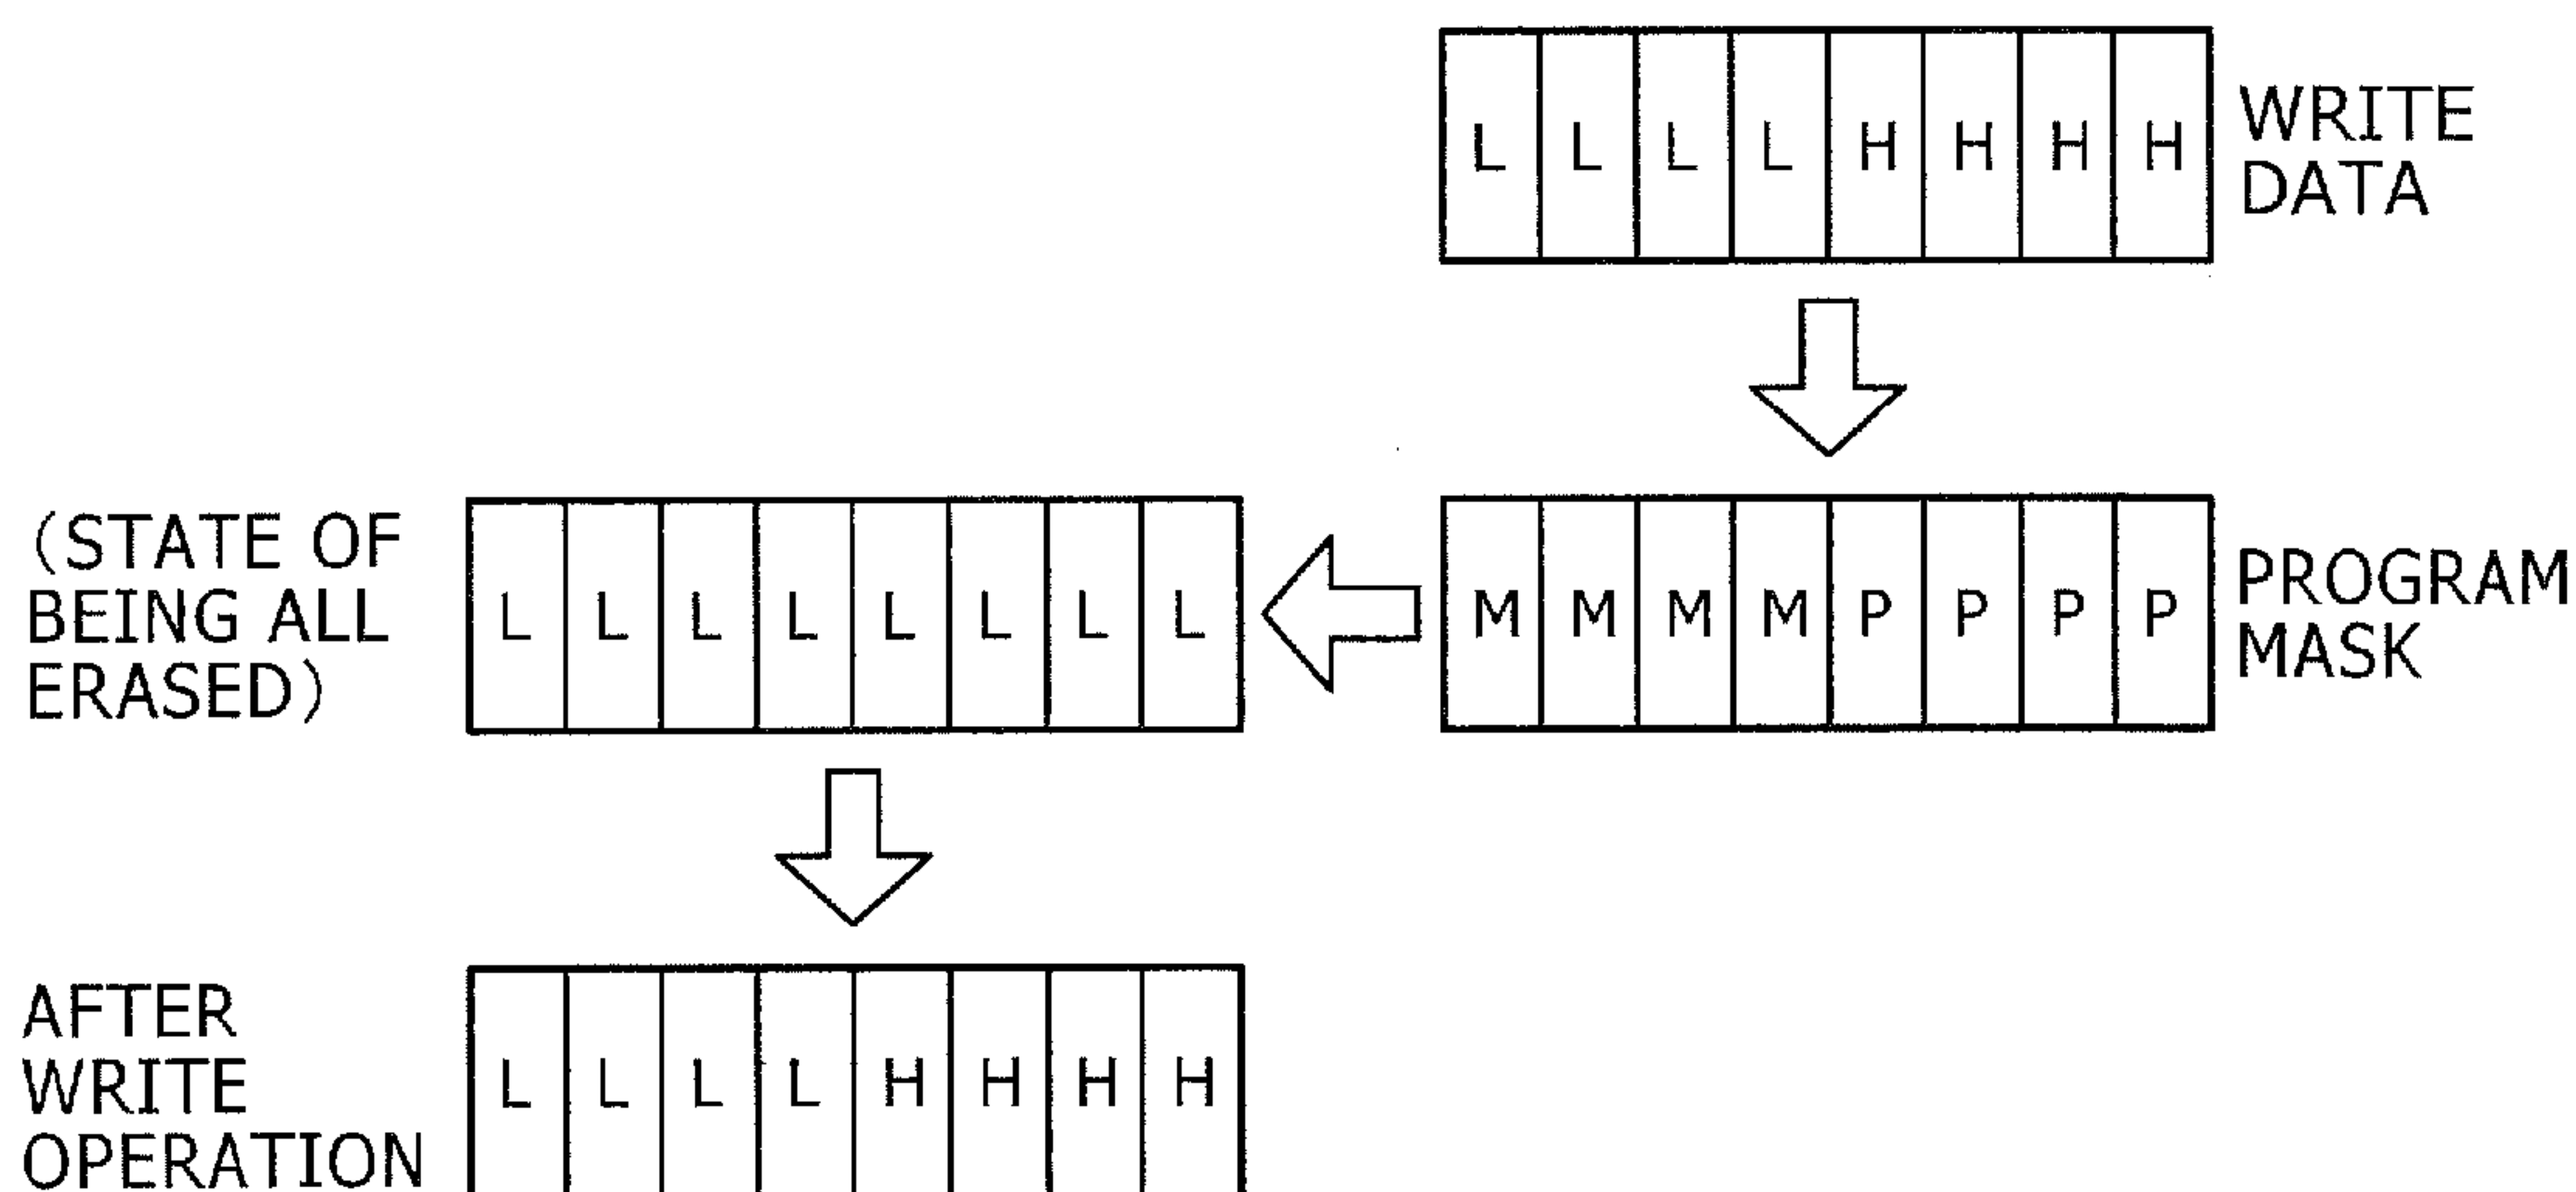 L L L L H H H H
WRITE
DATA
(STATE OF
BEING ALL
ERASED)
L L L L L L L L
M M M M P P P P
PROGRAM
MASK
AFTER
WRITE
OPERATION
L L L L H H H H